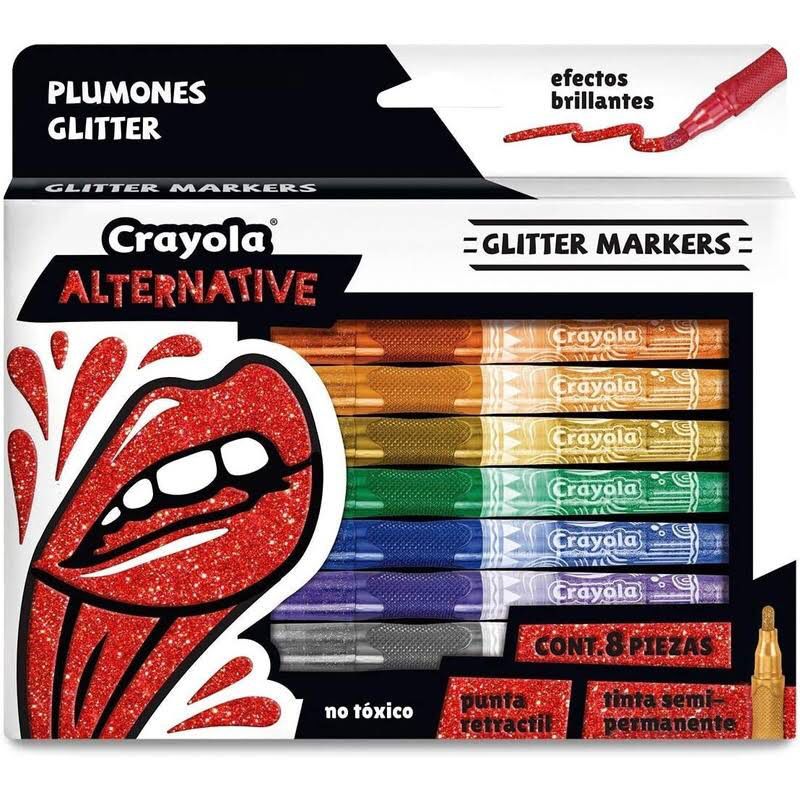 PLUMONES
GLITTER
efectos
brillantes
GLITTER MARKERS
Crayola®
ALTERNATIVE
GLITTER MARKERS
Crayola
Crayola
Crayola
Crayola
Crayola
Crayola
CONT.8 PIEZAS
no tóxico
punta
retractil
tinta semi-
permanente